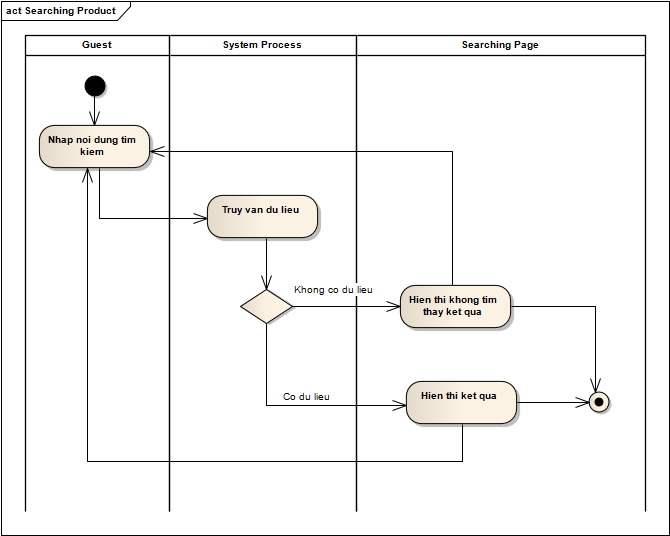 act Searching Product
Guest
System Process
Searching Page
Nhap noi dung tim
kiem
Truy van du lieu
Khong co du lieu
Hien thi khong tim
thay ket qua
Co du lieu
Hien thi ket qua